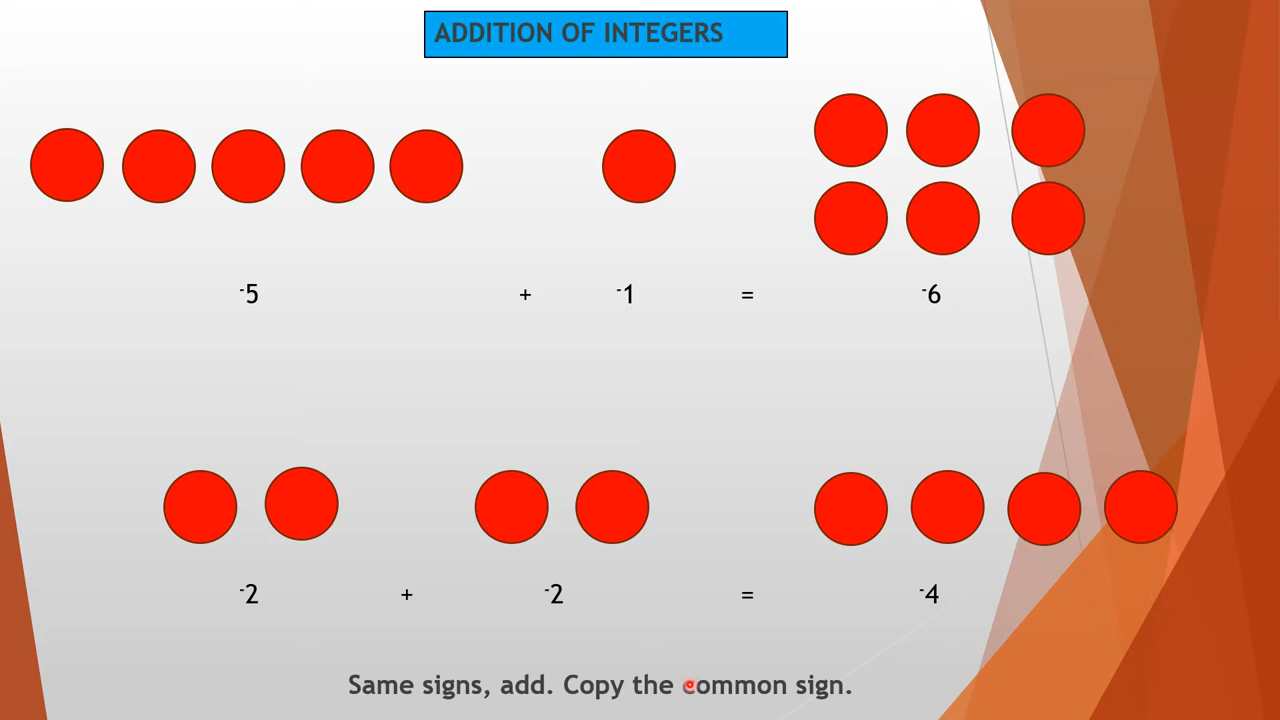 ADDITION OF INTEGERS
⁻5 + ⁻1 = ⁻6
⁻2 + ⁻2 = ⁻4
Same signs, add. Copy the common sign.